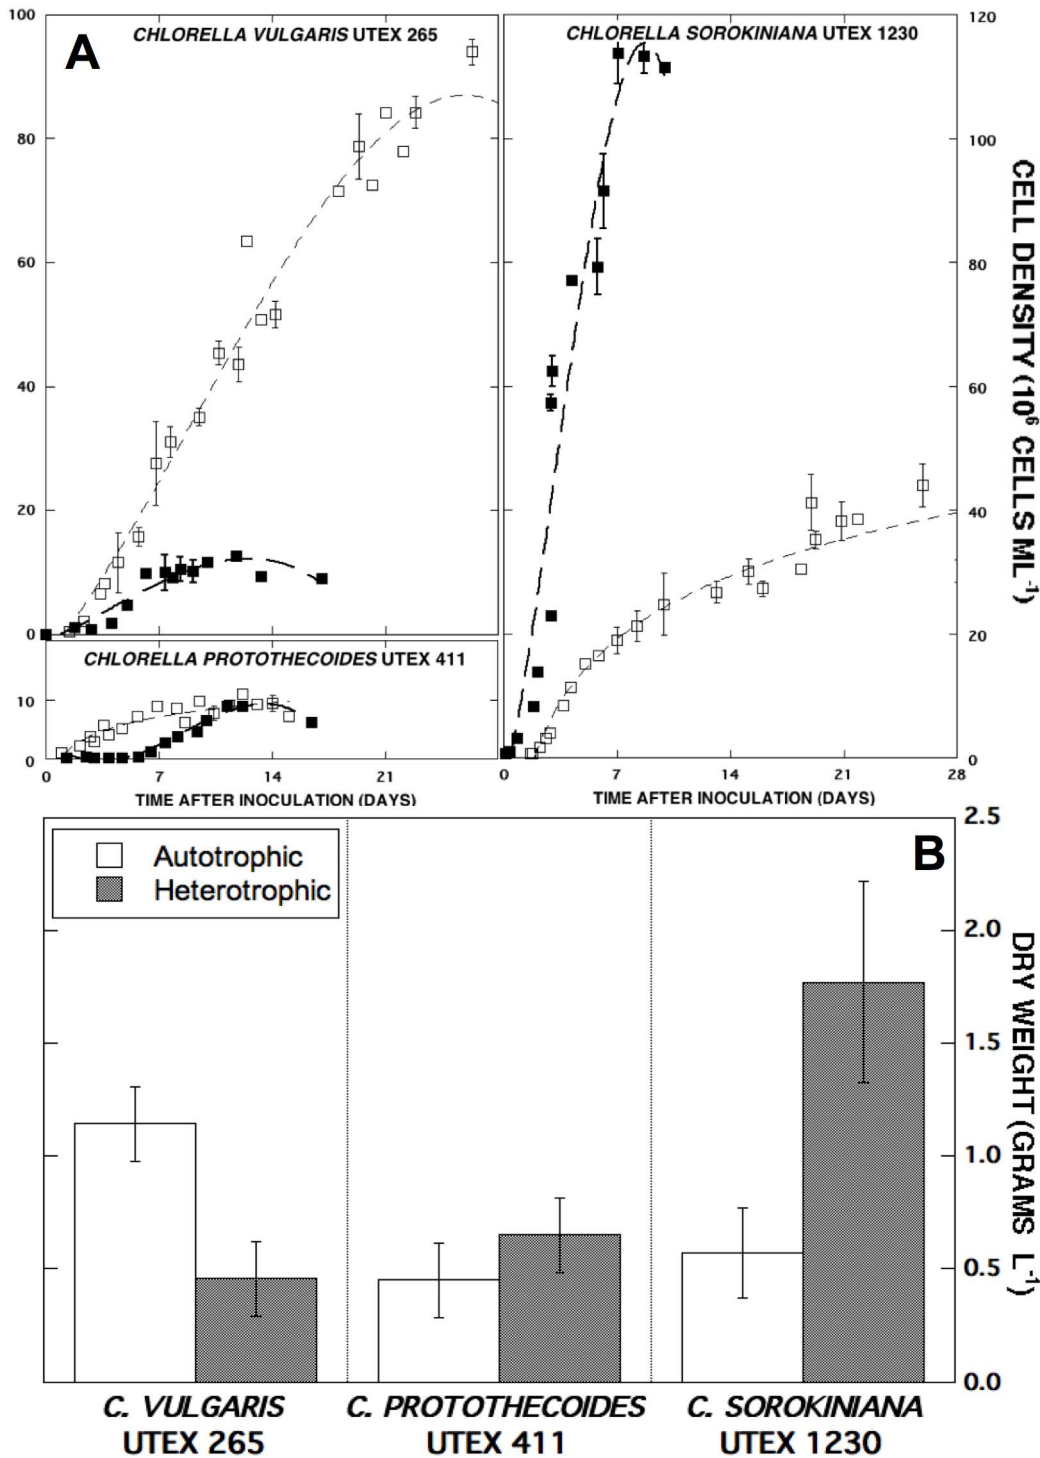 A
CHLORELLA VULGARIS UTEX 265
100
80
60
40
20
0
CHLORELLA PROTOTHECOIDES UTEX 411
10
0
0 7 14 21
TIME AFTER INOCULATION (DAYS)
CHLORELLA SOROKINIANA UTEX 1230
120
100
80
60
40
20
0
0 7 14 21 28
TIME AFTER INOCULATION (DAYS)
CELL DENSITY (10⁶ CELLS ML⁻¹)
B
Autotrophic
Heterotrophic
2.5
2.0
1.5
1.0
0.5
0.0
DRY WEIGHT (GRAMS L⁻¹)
C. VULGARIS C. PROTOTHECOIDES C. SOROKINIANA
UTEX 265 UTEX 411 UTEX 1230